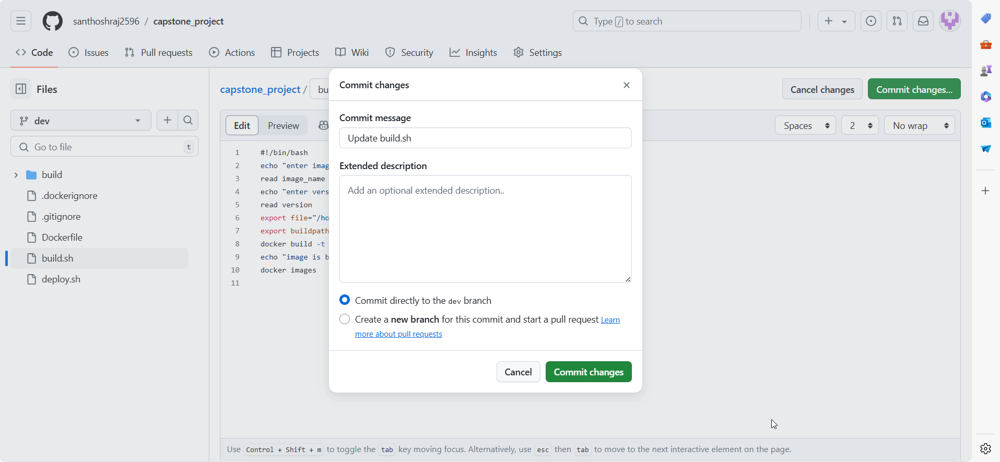 santhoshraj2596 / capstone_project
Type / to search
Code Issues Pull requests Actions Projects Wiki Security Insights Settings
Files
dev
Go to file t
build
.dockerignore
.gitignore
Dockerfile
build.sh
deploy.sh
capstone_project / bu
Cancel changes Commit changes...
Edit Preview
Spaces 2 No wrap
1 #!/bin/bash
2 echo "enter imag
3 read image_name
4 echo "enter vers
5 read version
6 export file="/ho
7 export buildpath
8 docker build -t
9 echo "image is b
10 docker images
11
Commit changes
Commit message
Update build.sh
Extended description
Add an optional extended description..
Commit directly to the dev branch
Create a new branch for this commit and start a pull request Learn
more about pull requests
Cancel Commit changes
Use Control + Shift + m to toggle the tab key moving focus. Alternatively, use esc then tab to move to the next interactive element on the page.